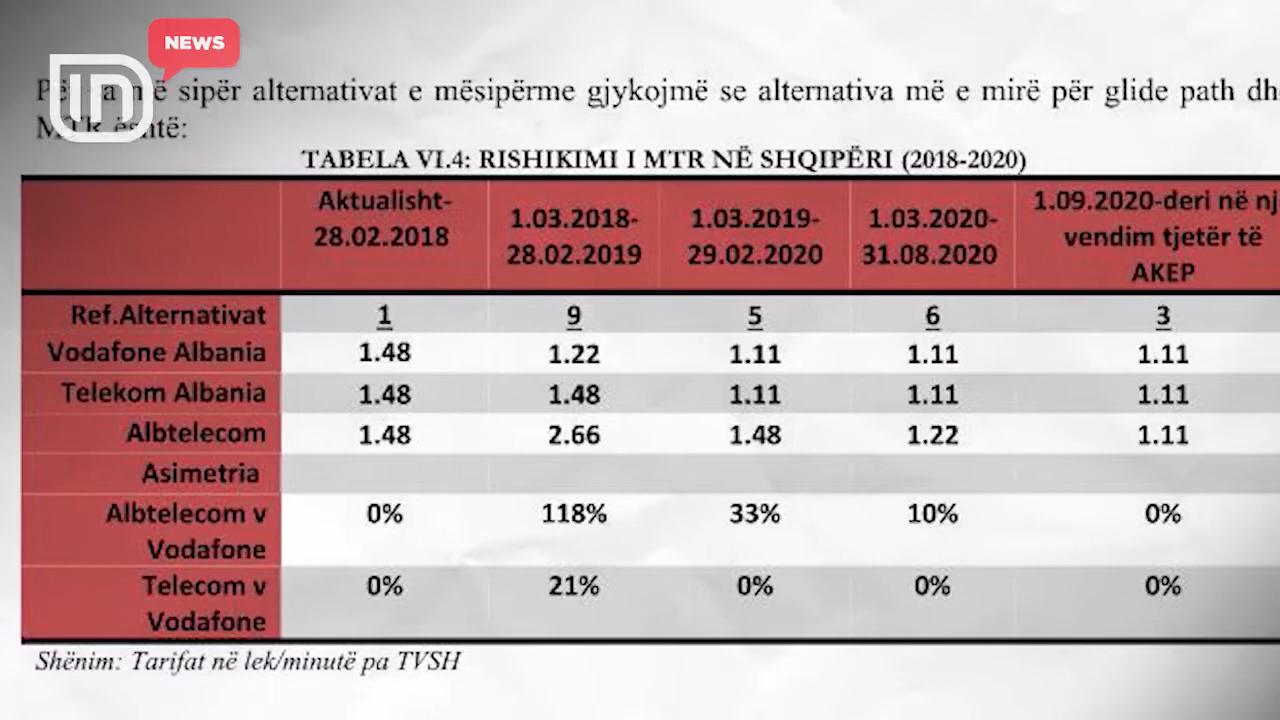 NEWS
IN
sipër alternativat e mësipërme gjykojmë se alternativa më e mirë për glide path
është:
TABELA VI.4: RISHIKIMI I MTR NË SHQIPËRI (2018-2020)
Aktualisht-
28.02.2018
1.03.2018-
28.02.2019
1.03.2019-
29.02.2020
1.03.2020-
31.08.2020
1.09.2020-deri në
vendim tjetër të
AKEP
Ref.Alternativat 1 9 5 6 3
Vodafone Albania 1.48 1.22 1.11 1.11 1.11
Telekom Albania 1.48 1.48 1.11 1.11 1.11
Albtelecom 1.48 2.66 1.48 1.22 1.11
Asimetria
Albtelecom v 0% 118% 33% 10% 0%
Vodafone
Telecom v 0% 21% 0% 0% 0%
Vodafone
Shënim: Tarifat në lek/minutë pa TVSH